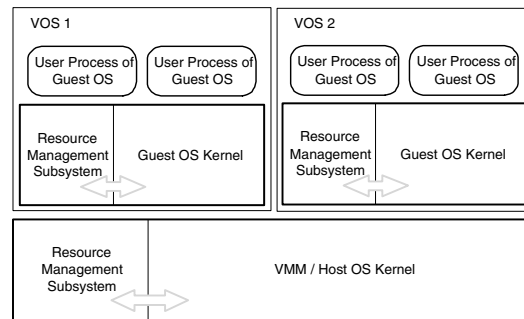 VOS 1
User Process of
Guest OS
User Process of
Guest OS
Resource
Management
Subsystem
Guest OS Kernel
VOS 2
User Process of
Guest OS
User Process of
Guest OS
Resource
Management
Subsystem
Guest OS Kernel
Resource
Management
Subsystem
VMM / Host OS Kernel